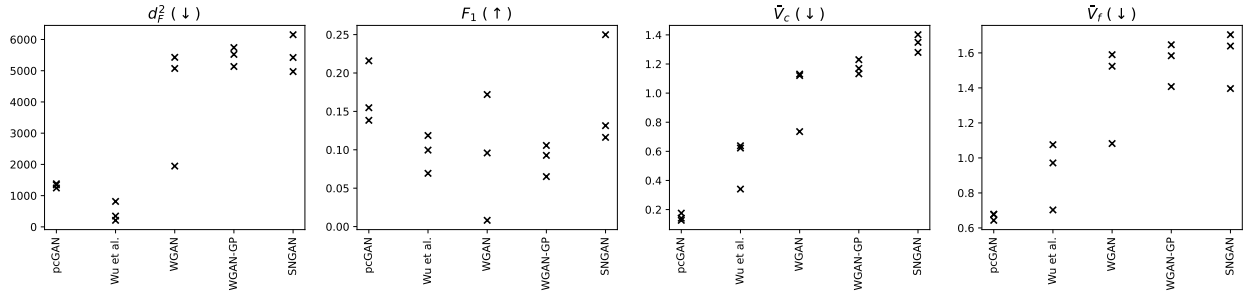 d_F^2 (↓)
6000
5000
4000
3000
2000
1000
0
pcGAN
Wu et al.
WGAN
WGAN-GP
SNGAN
F_1 (↑)
0.25
0.20
0.15
0.10
0.05
0.00
pcGAN
Wu et al.
WGAN
WGAN-GP
SNGAN
V̄_c (↓)
1.4
1.2
1.0
0.8
0.6
0.4
0.2
pcGAN
Wu et al.
WGAN
WGAN-GP
SNGAN
V̄_f (↓)
1.6
1.4
1.2
1.0
0.8
0.6
pcGAN
Wu et al.
WGAN
WGAN-GP
SNGAN